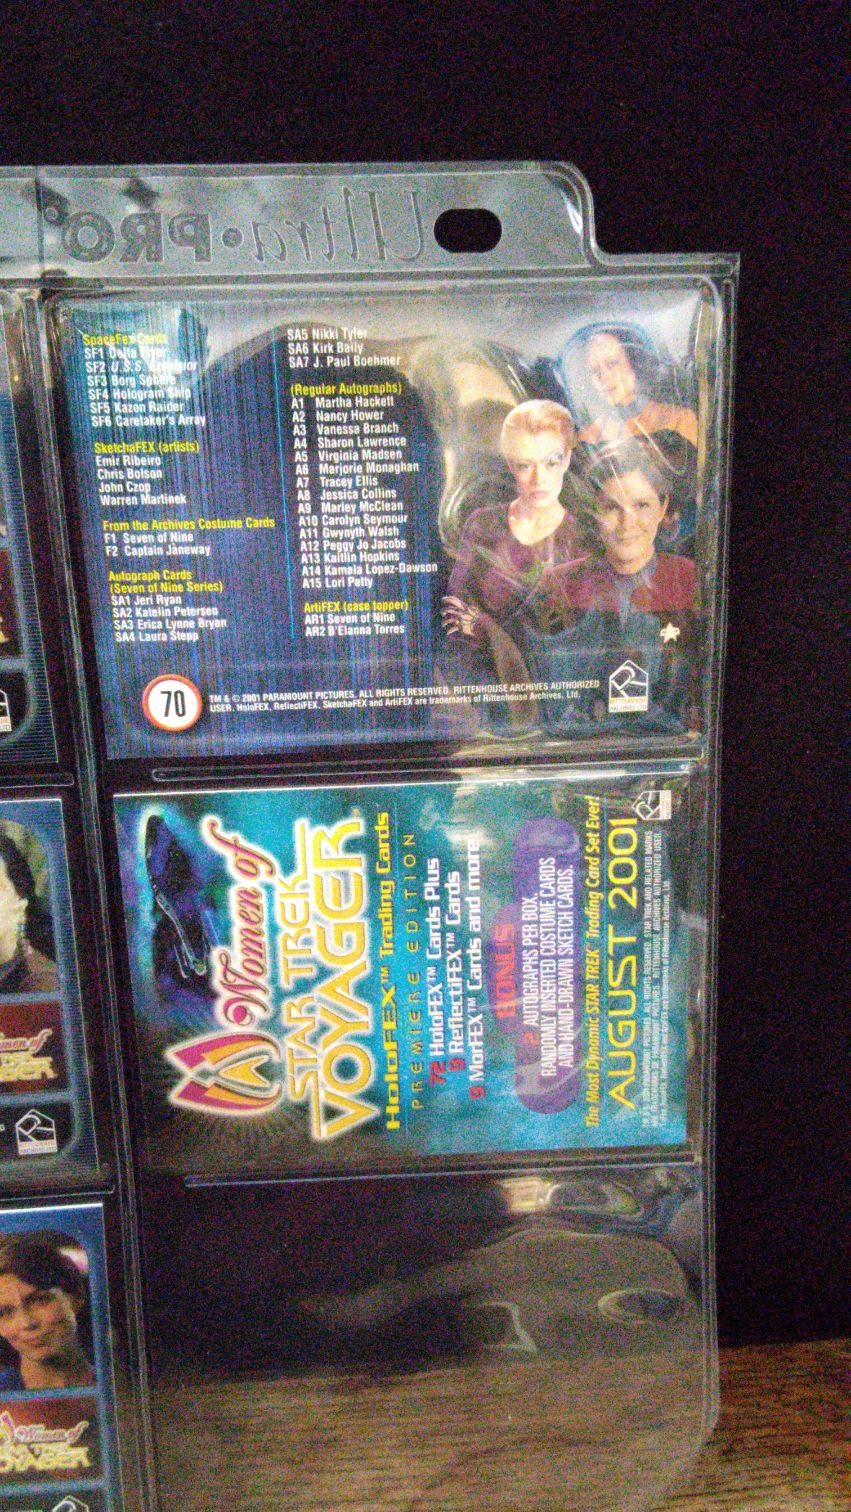 Ultra·PRO
SpaceFex Cards
SF1 Delta Flyer
SF2 U.S.S. Excelsior
SF3 Borg Sphere
SF4 Hologram Ship
SF5 Kazon Raider
SF6 Caretaker's Array
SketchaFEX (artists)
Emir Ribeiro
Chris Bolson
John Czop
Warren Martinek
From the Archives Costume Cards
F1 Seven of Nine
F2 Captain Janeway
Autograph Cards
(Seven of Nine Series)
SA1 Jeri Ryan
SA2 Katelin Petersen
SA3 Erica Lynne Bryan
SA4 Laura Stepp
SA5 Nikki Tyler
SA6 Kirk Baily
SA7 J. Paul Boehmer
(Regular Autographs)
A1 Martha Hackett
A2 Nancy Hower
A3 Vanessa Branch
A4 Sharon Lawrence
A5 Virginia Madsen
A6 Marjorie Monaghan
A7 Tracey Ellis
A8 Jessica Collins
A9 Marley McClean
A10 Carolyn Seymour
A11 Gwynyth Walsh
A12 Peggy Jo Jacobs
A13 Kaitlin Hopkins
A14 Kamala Lopez-Dawson
A15 Lori Petty
ArtiFEX (case topper)
AR1 Seven of Nine
AR2 B'Elanna Torres
70
TM & © 2001 PARAMOUNT PICTURES. ALL RIGHTS RESERVED. RITTENHOUSE ARCHIVES AUTHORIZED
USER. HoloFEX, ReflectiFEX, SketchaFEX and ArtiFEX are trademarks of Rittenhouse Archives, Ltd.
Women of
STAR TREK
VOYAGER
HoloFEX™ Trading Cards
PREMIERE EDITION
72 HoloFEX™ Cards Plus
9 ReflectiFEX™ Cards
9 MorFEX™ Cards and more
BONUS
2 AUTOGRAPHS PER BOX,
RANDOMLY INSERTED COSTUME CARDS
AND HAND-DRAWN SKETCH CARDS.
The Most Dynamic STAR TREK Trading Card Set Ever!
AUGUST 2001
Women of
VOYAGER